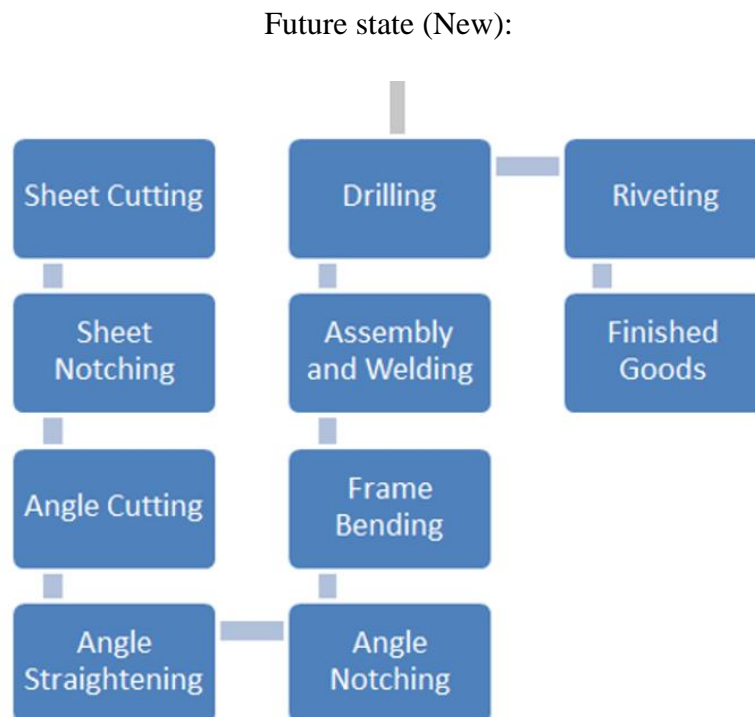 Future state (New):
Sheet Cutting
Sheet
Notching
Angle Cutting
Angle
Straightening
Angle
Notching
Frame
Bending
Assembly
and Welding
Drilling
Riveting
Finished
Goods